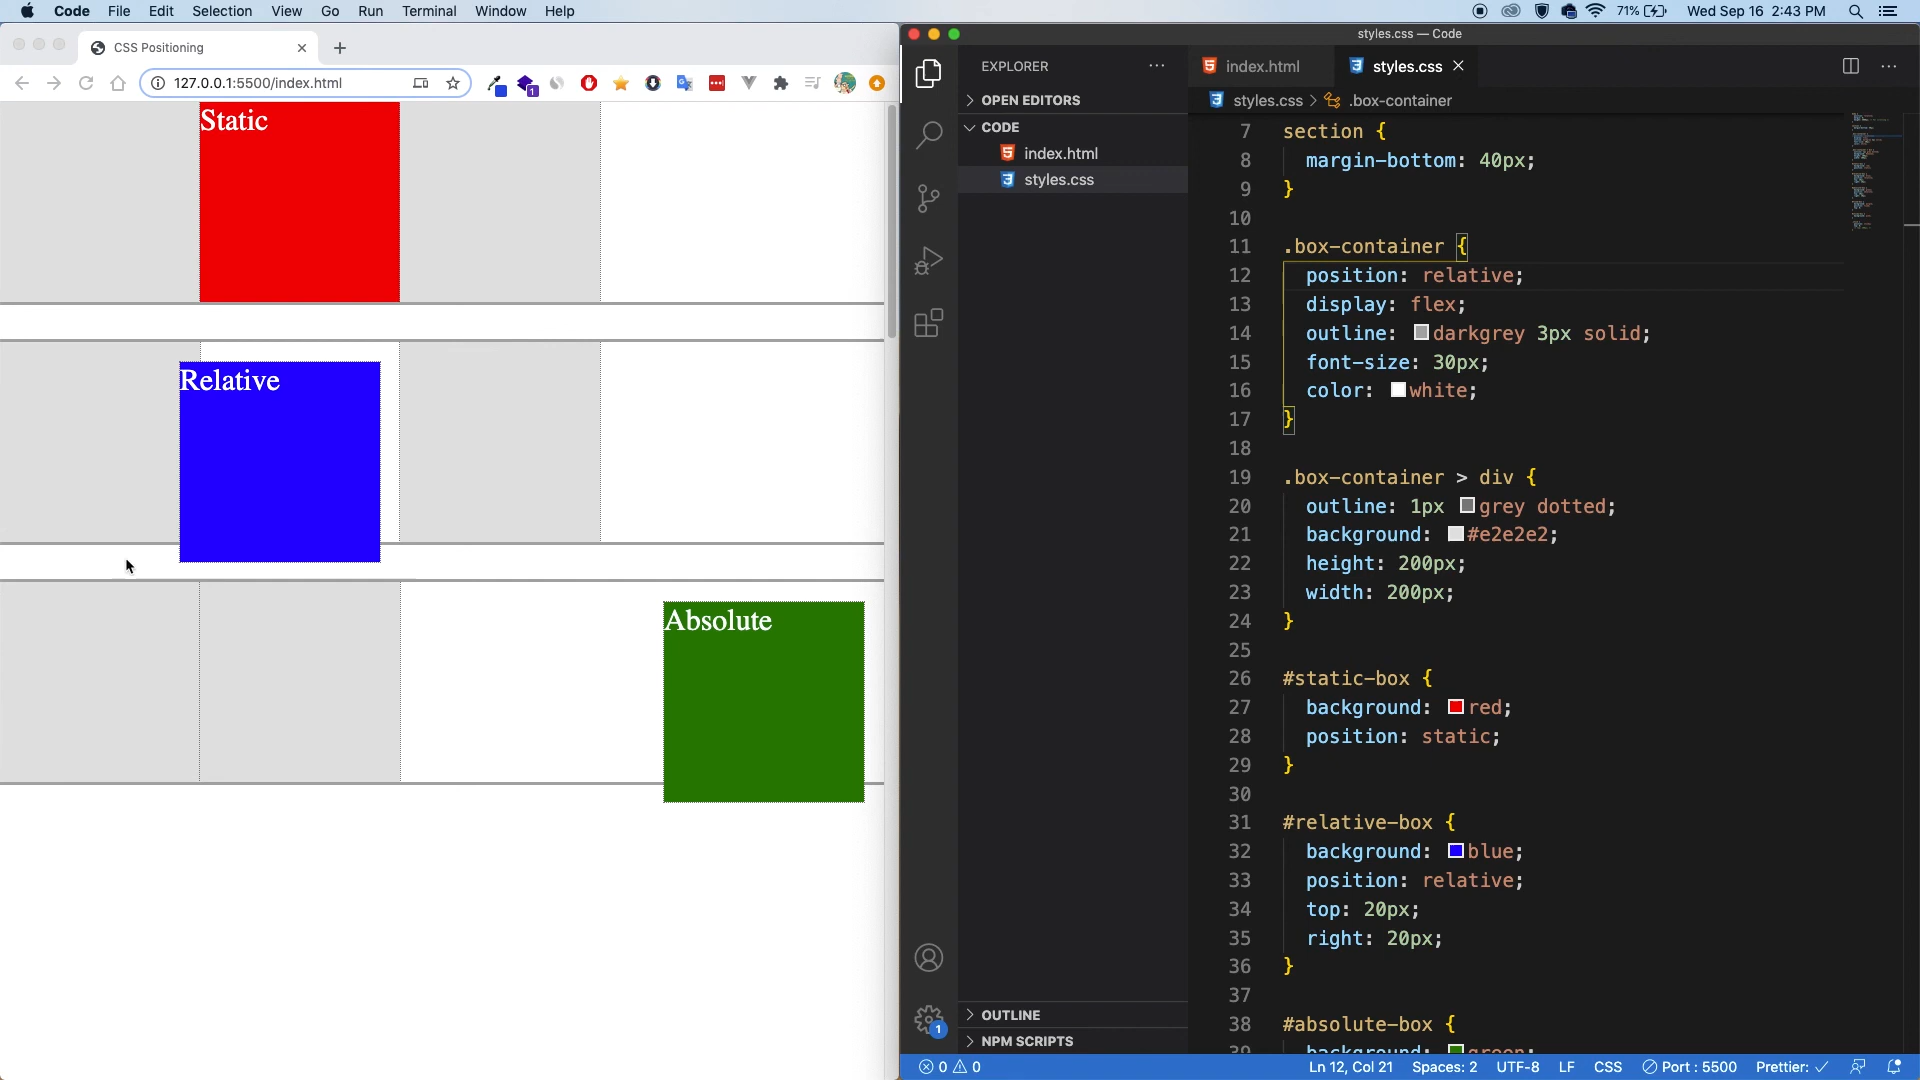 Code File Edit Selection View Go Run Terminal Window Help 71% Wed Sep 16 2:43 PM
CSS Positioning
127.0.0.1:5500/index.html
1
Static
Relative
Absolute
styles.css — Code
EXPLORER
OPEN EDITORS
CODE
index.html
styles.css
OUTLINE
NPM SCRIPTS
1
index.html styles.css
styles.css > .box-container
7 section {
8 margin-bottom: 40px;
9 }
10
11 .box-container {
12 position: relative;
13 display: flex;
14 outline: darkgrey 3px solid;
15 font-size: 30px;
16 color: white;
17 }
18
19 .box-container > div {
20 outline: 1px grey dotted;
21 background: #e2e2e2;
22 height: 200px;
23 width: 200px;
24 }
25
26 #static-box {
27 background: red;
28 position: static;
29 }
30
31 #relative-box {
32 background: blue;
33 position: relative;
34 top: 20px;
35 right: 20px;
36 }
37
38 #absolute-box {
39 background: green;
0 0 Ln 12, Col 21 Spaces: 2 UTF-8 LF CSS Port : 5500 Prettier: ✓